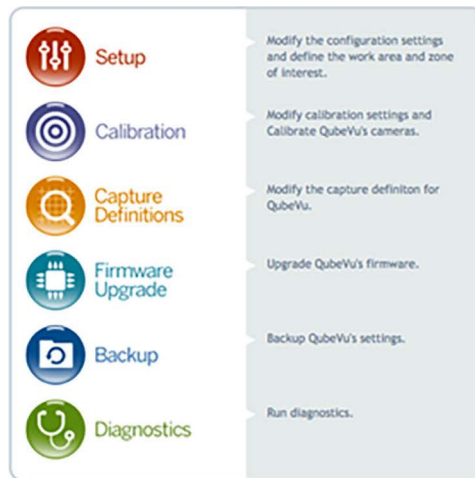 Setup
Modify the configuration settings
and define the work area and zone
of interest.
Calibration
Modify calibration settings and
Calibrate QubeVu's cameras.
Capture
Definitions
Modify the capture definiton for
QubeVu.
Firmware
Upgrade
Upgrade QubeVu's firmware.
Backup
Backup QubeVu's settings.
Diagnostics
Run diagnostics.